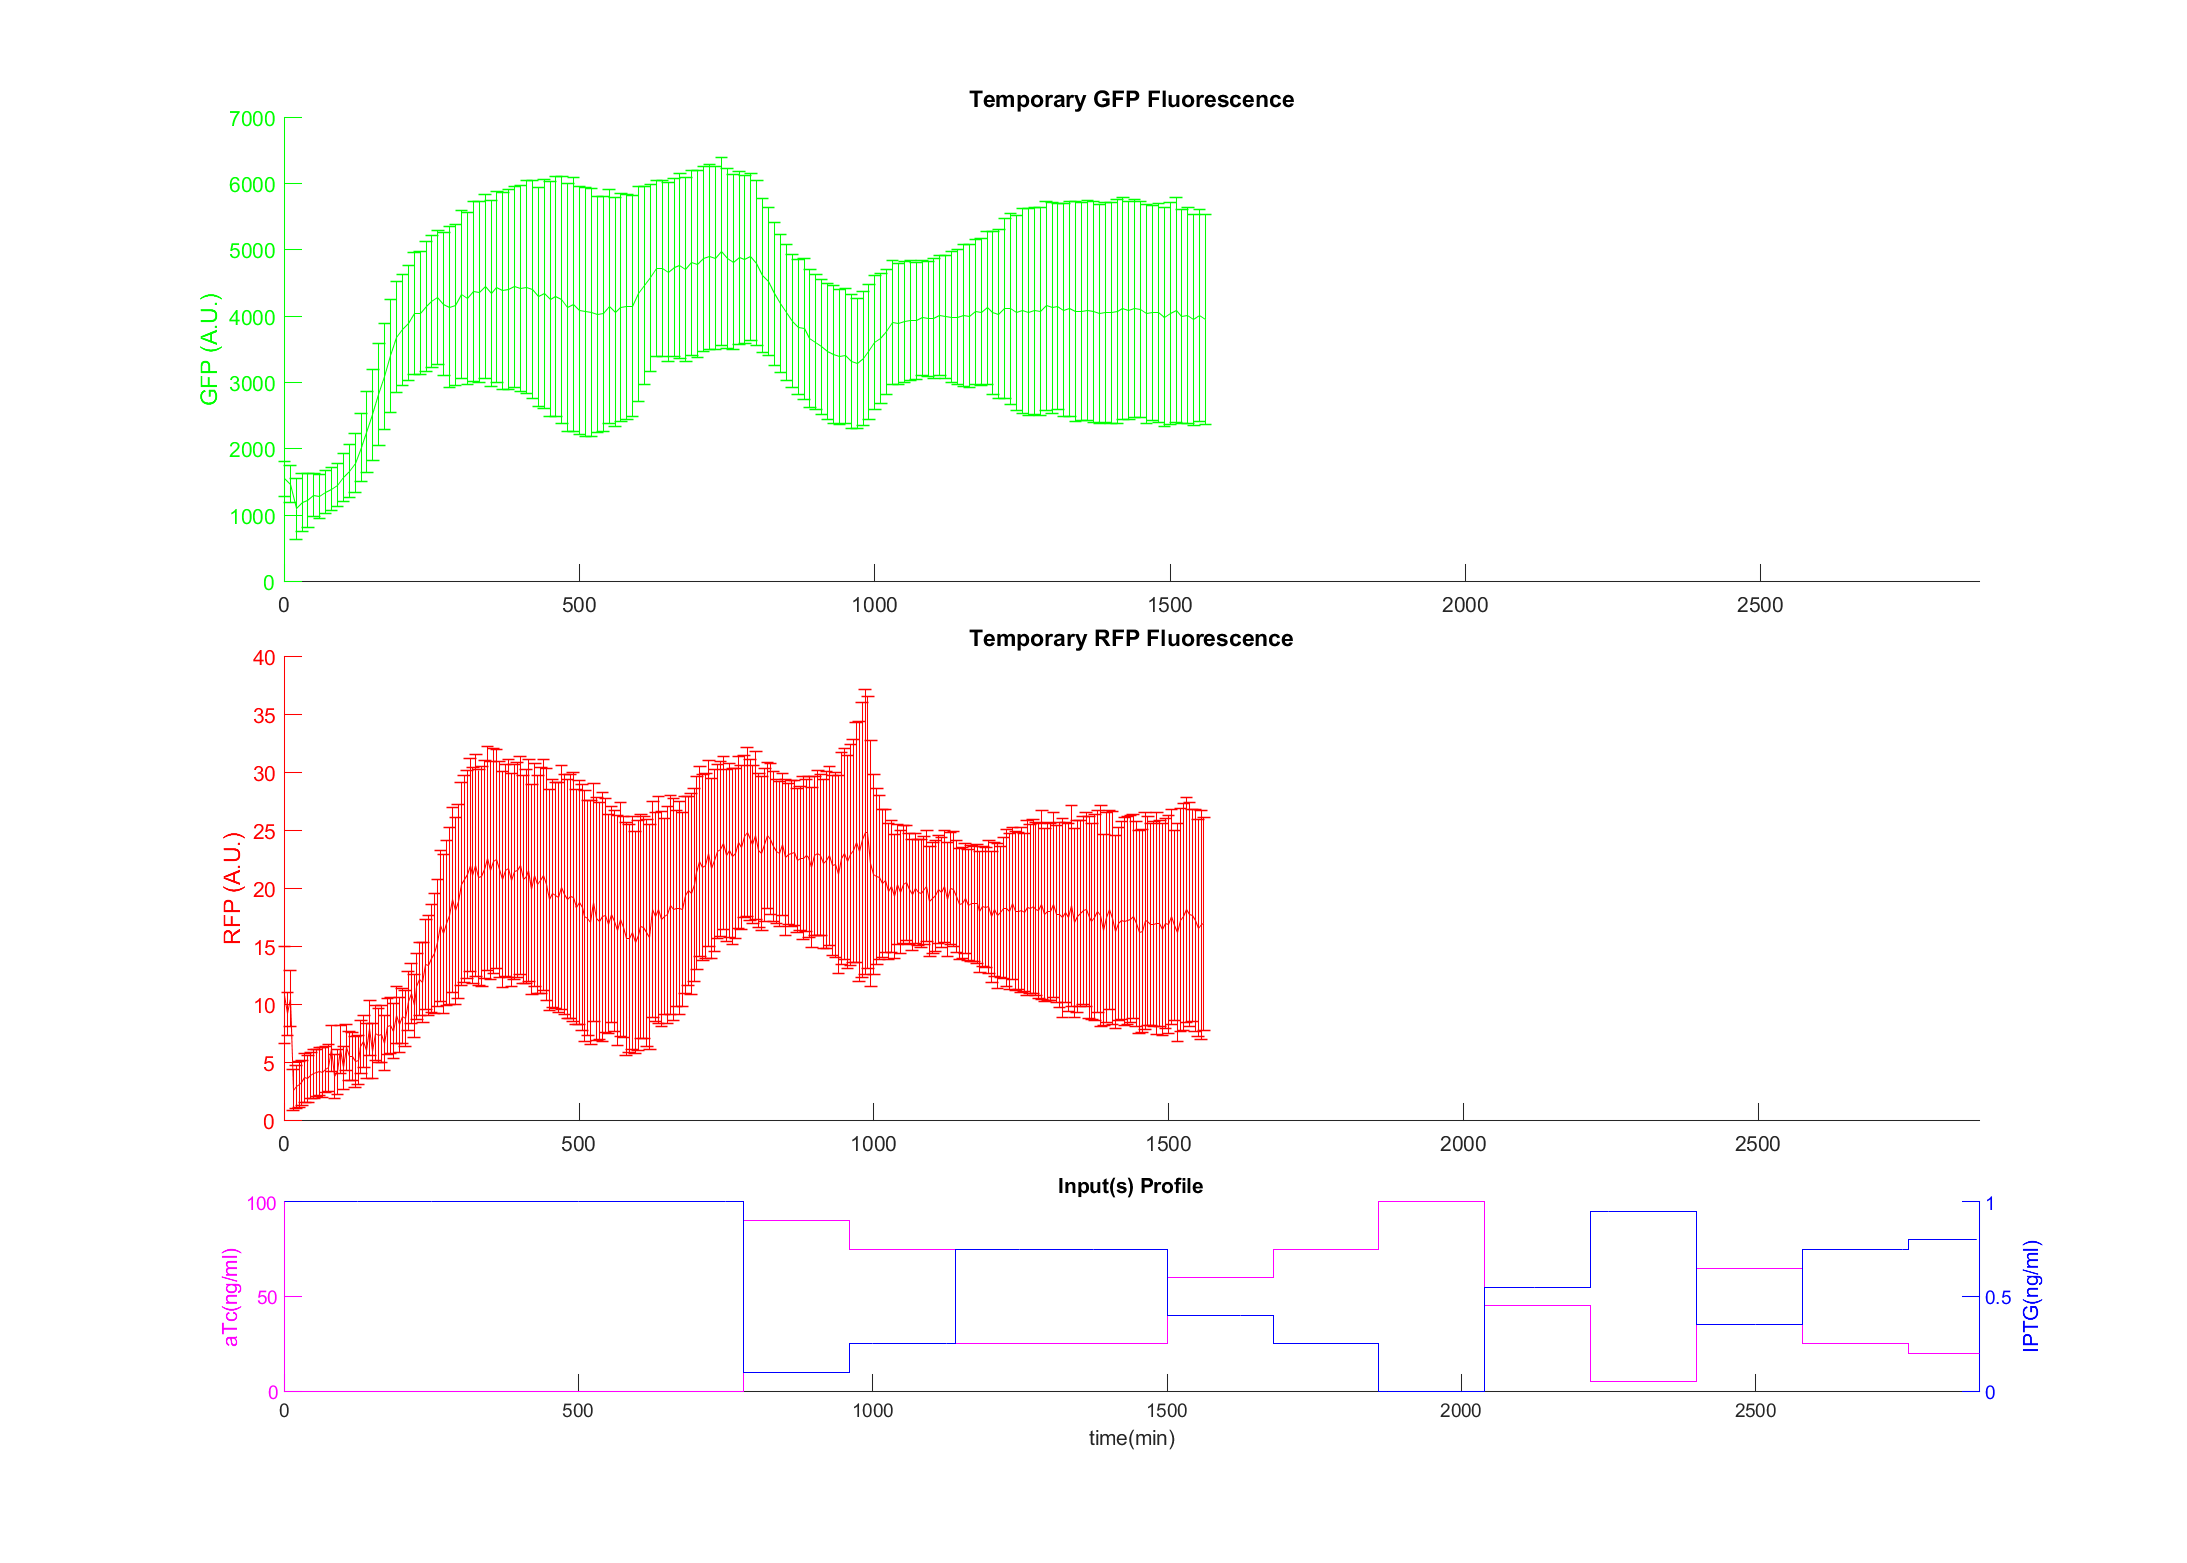 Temporary GFP Fluorescence
7000
6000
5000
4000
3000
2000
1000
0
GFP (A.U.)
0 500 1000 1500 2000 2500
Temporary RFP Fluorescence
40
35
30
25
20
15
10
5
0
RFP (A.U.)
0 500 1000 1500 2000 2500
Input(s) Profile
100
50
0
aTc(ng/ml)
1
0.5
0
IPTG(ng/ml)
0 500 1000 1500 2000 2500
time(min)